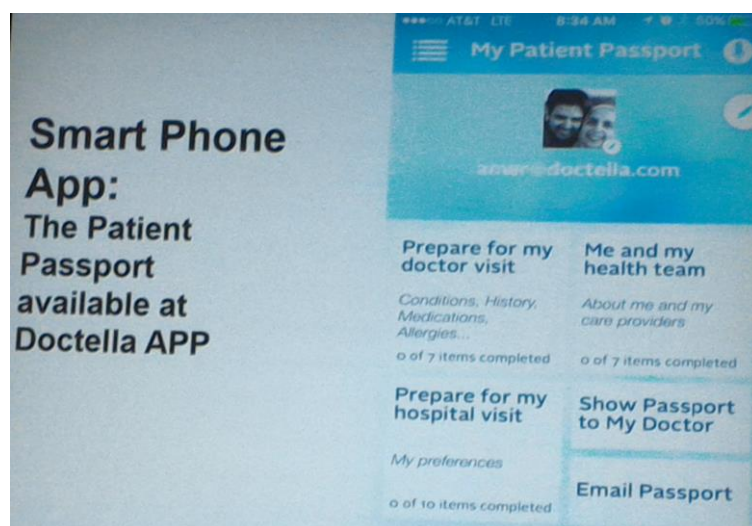 Smart Phone
App:
The Patient
Passport
available at
Doctella APP
AT&T LTE 8:34 AM 60%
My Patient Passport
Prepare for my
doctor visit
Conditions, History,
Medications,
Allergies...
0 of 7 items completed
Me and my
health team
About me and my
care providers
0 of 7 items completed
Prepare for my
hospital visit
My preferences
0 of 10 items completed
Show Passport
to My Doctor
Email Passport